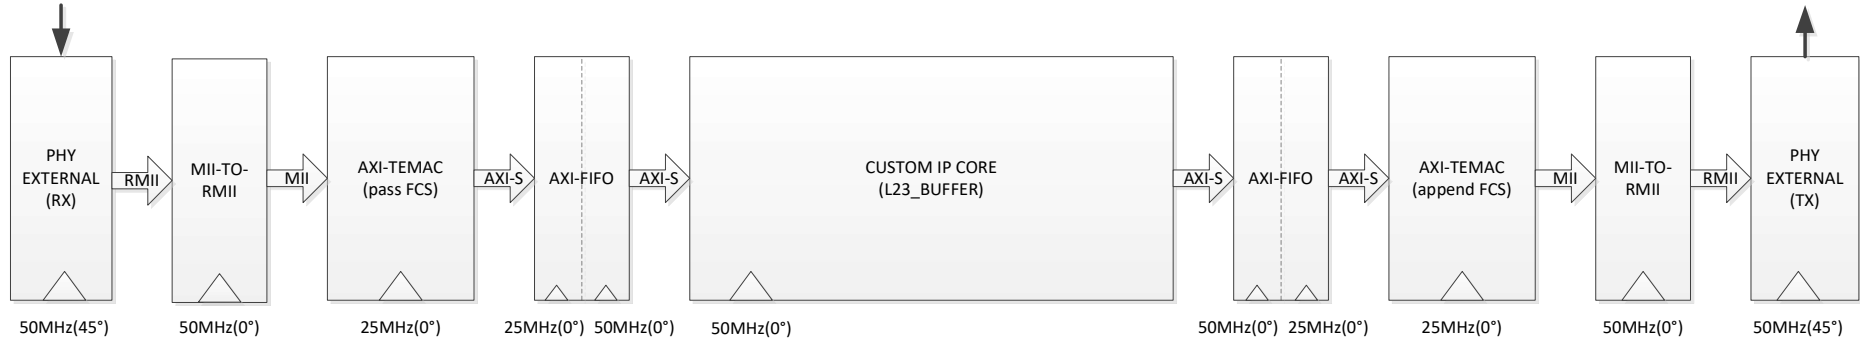 PHY
EXTERNAL
(RX)
RMII
MII-TO-
RMII
MII
AXI-TEMAC
(pass FCS)
AXI-S
AXI-FIFO
AXI-S
CUSTOM IP CORE
(L23_BUFFER)
AXI-S
AXI-FIFO
AXI-S
AXI-TEMAC
(append FCS)
MII
MII-TO-
RMII
RMII
PHY
EXTERNAL
(TX)
50MHz(45°)
50MHz(0°)
25MHz(0°)
25MHz(0°)
50MHz(0°)
50MHz(0°)
50MHz(0°)
25MHz(0°)
25MHz(0°)
50MHz(0°)
50MHz(45°)